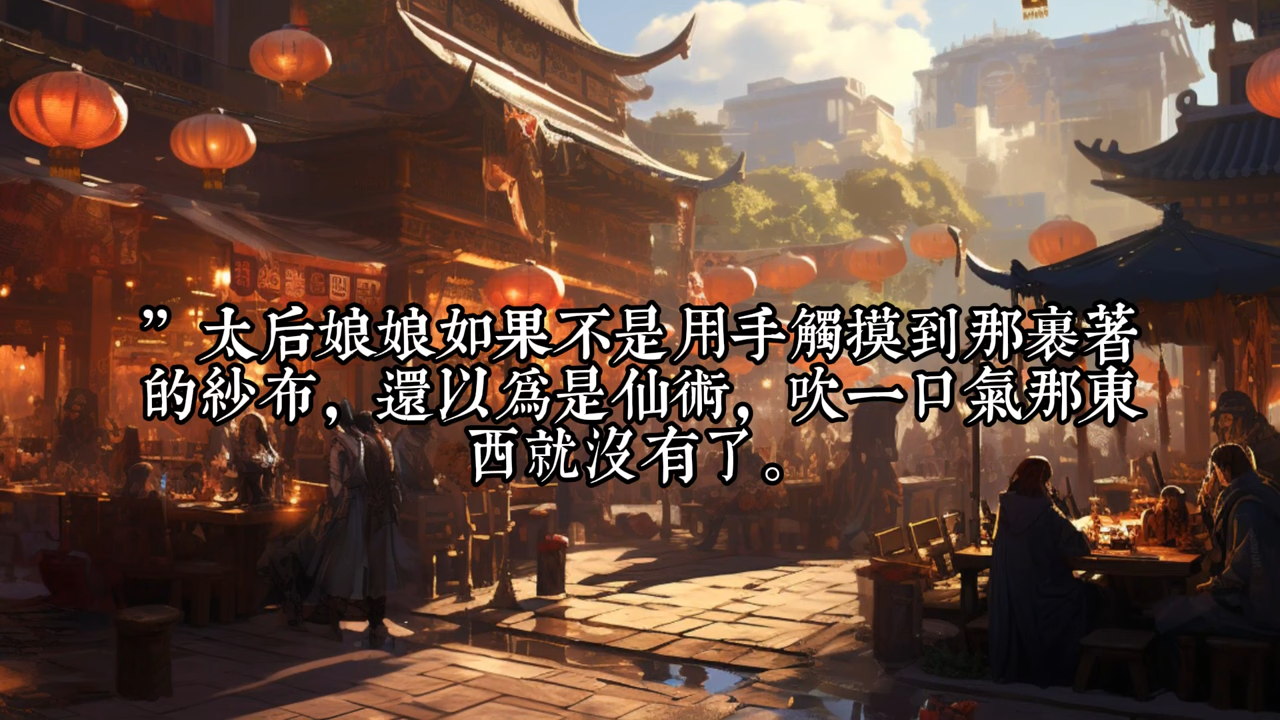 ”太后娘娘如果不是用手觸摸到那裹著
的紗布，還以爲是仙術，吹一口氣那東
西就沒有了。